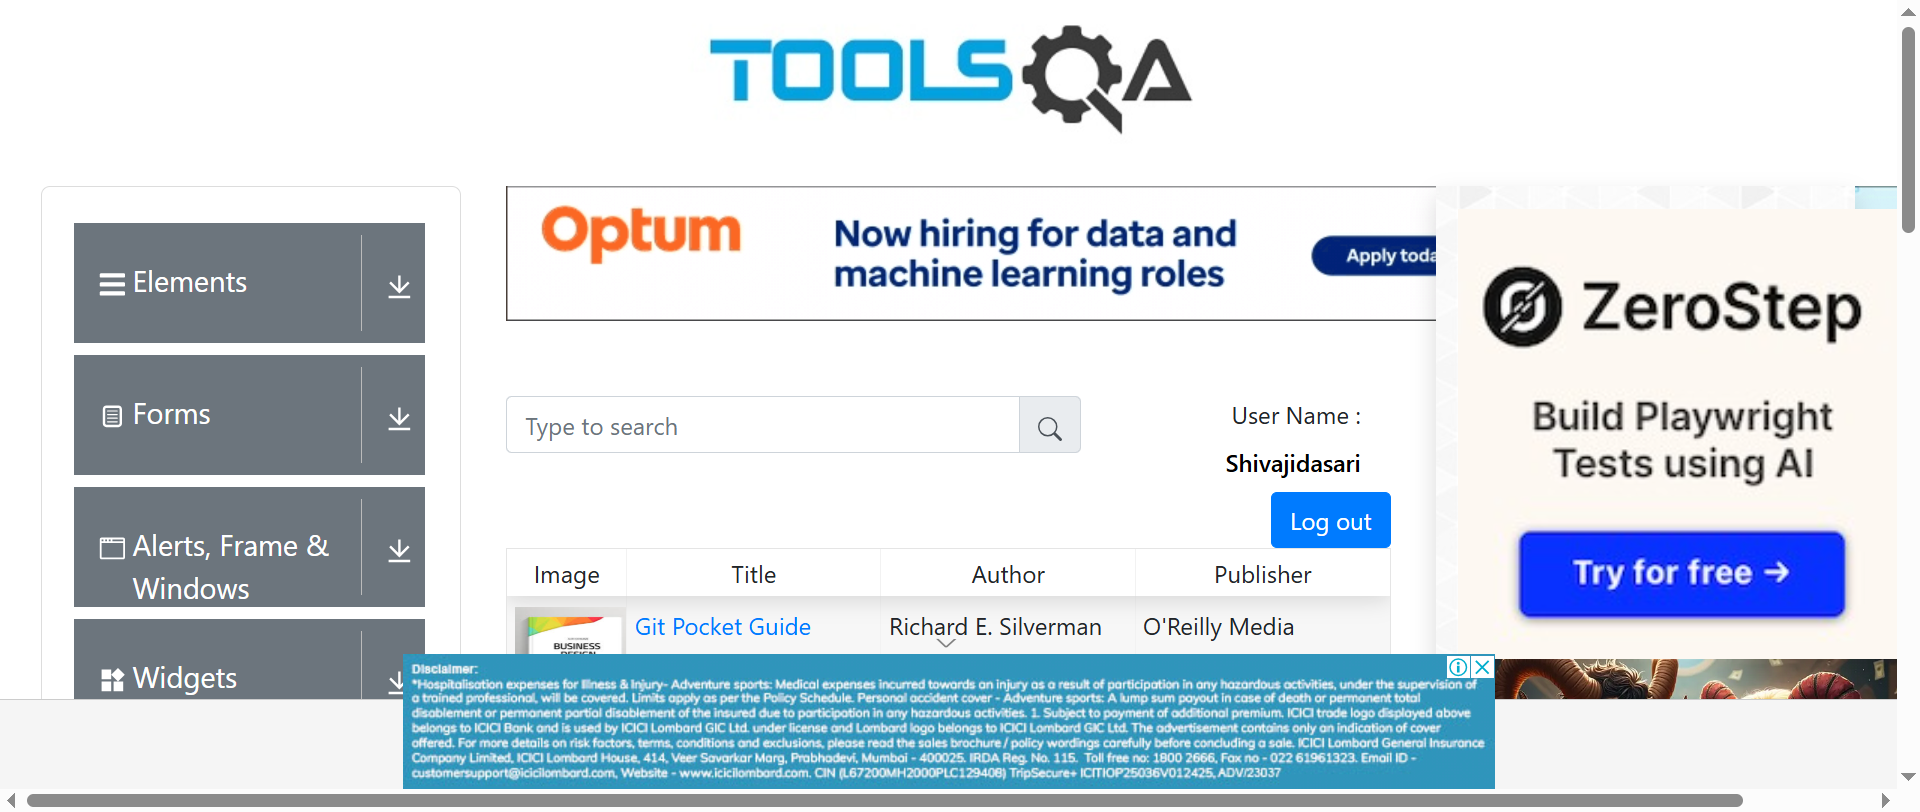 TOOLSQA
Elements
Forms
Alerts, Frame &
Windows
Widgets
Optum
Now hiring for data and
machine learning roles
Apply toda
Type to search
User Name :
Shivajidasari
Log out
Image Title Author Publisher
BUSINESS
Git Pocket Guide Richard E. Silverman O'Reilly Media
ZeroStep
Build Playwright
Tests using AI
Try for free →
Disclaimer:
*Hospitalisation expenses for Illness & Injury- Adventure sports: Medical expenses incurred towards an injury as a result of participation in any hazardous activities, under the supervision of
a trained professional, will be covered. Limits apply as per the Policy Schedule. Personal accident cover - Adventure sports: A lump sum payout in case of death or permanent total
disablement or permanent partial disablement of the insured due to participation in any hazardous activities. 1. Subject to payment of additional premium. ICICI trade logo displayed above
belongs to ICICI Bank and is used by ICICI Lombard GIC Ltd. under license and Lombard logo belongs to ICICI Lombard GIC Ltd. The advertisement contains only an indication of cover
offered. For more details on risk factors, terms, conditions and exclusions, please read the sales brochure / policy wordings carefully before concluding a sale. ICICI Lombard General Insurance
Company Limited, ICICI Lombard House, 414, Veer Savarkar Marg, Prabhadevi, Mumbai - 400025. IRDA Reg. No. 115. Toll free no: 1800 2666, Fax no - 022 61961323. Email ID -
customersupport@icicilombard.com, Website - www.icicilombard.com. CIN (L67200MH2000PLC129408) TripSecure+ ICITIOP25036V012425, ADV/23037